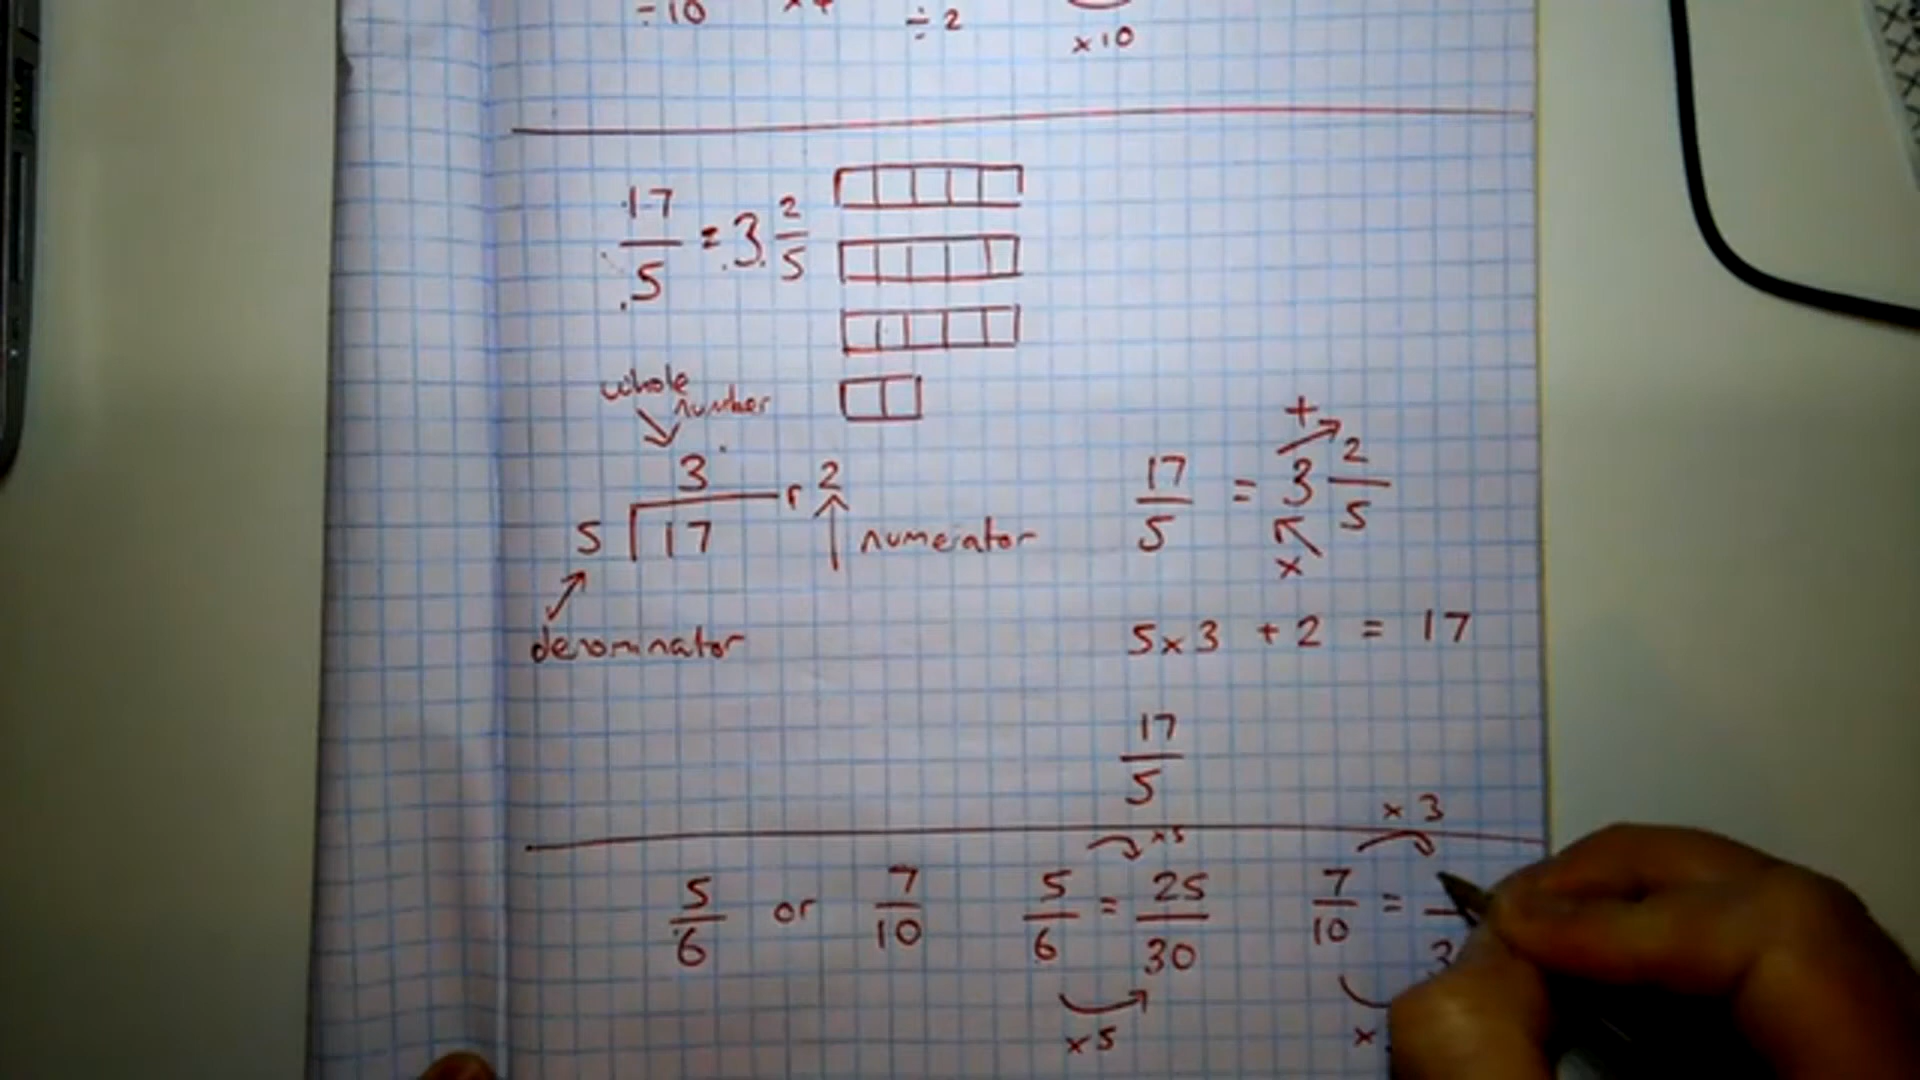 ÷10 ×4 ÷2 ×10
17/5 = 3 2/5
whole number
3 r 2
5 17
numerator
denominator
+
17/5 = 3 2/5
×
5×3 + 2 = 17
17/5
×5 ×3
5/6 or 7/10 5/6 = 25/30 7/10 = /3
×5 ×